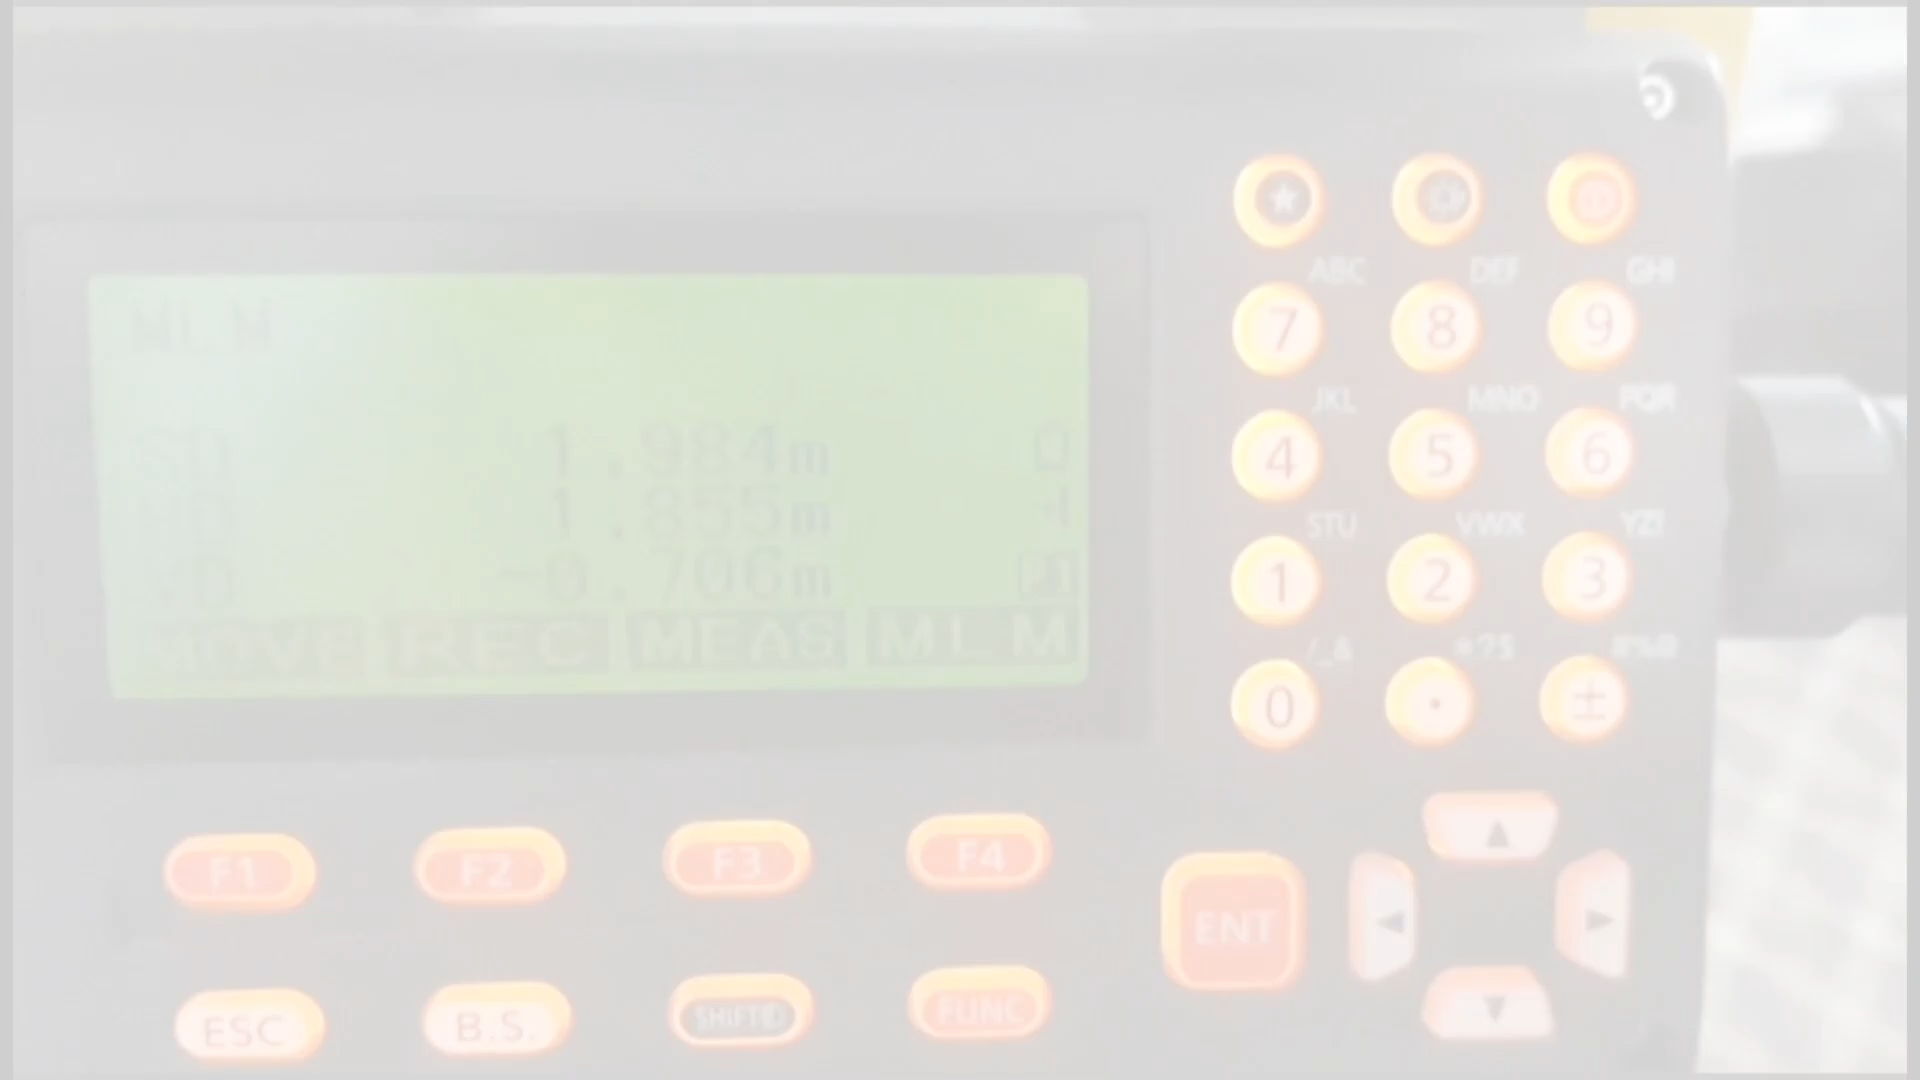 MLM
SD 1.984m
HD 1.855m
VD -0.706m
MOVE REC MEAS MLM
ABC DEF GHI
7 8 9
JKL MNO PQR
4 5 6
STU VWX YZ!
1 2 3
/_& *?$ #%@
0 . ±
F1 F2 F3 F4
ENT
ESC B.S. SHIFT FUNC